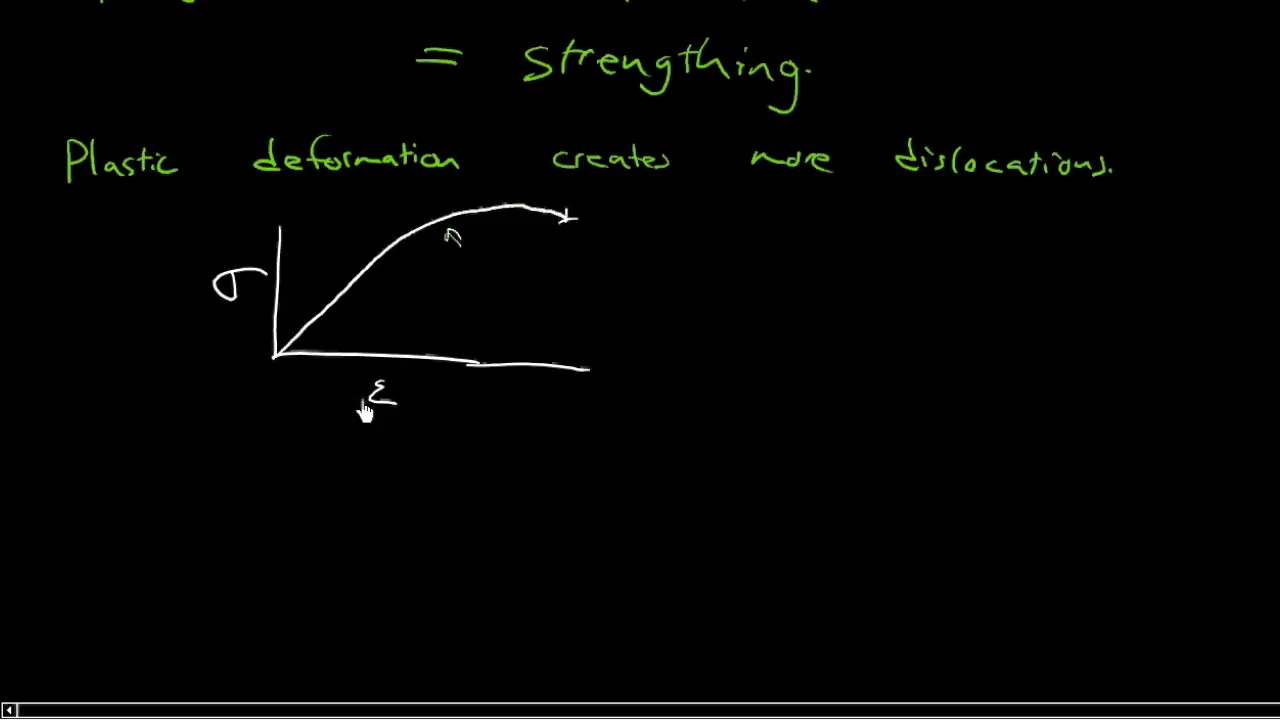 = strengthing.
Plastic deformation creates more dislocations.
σ
ε